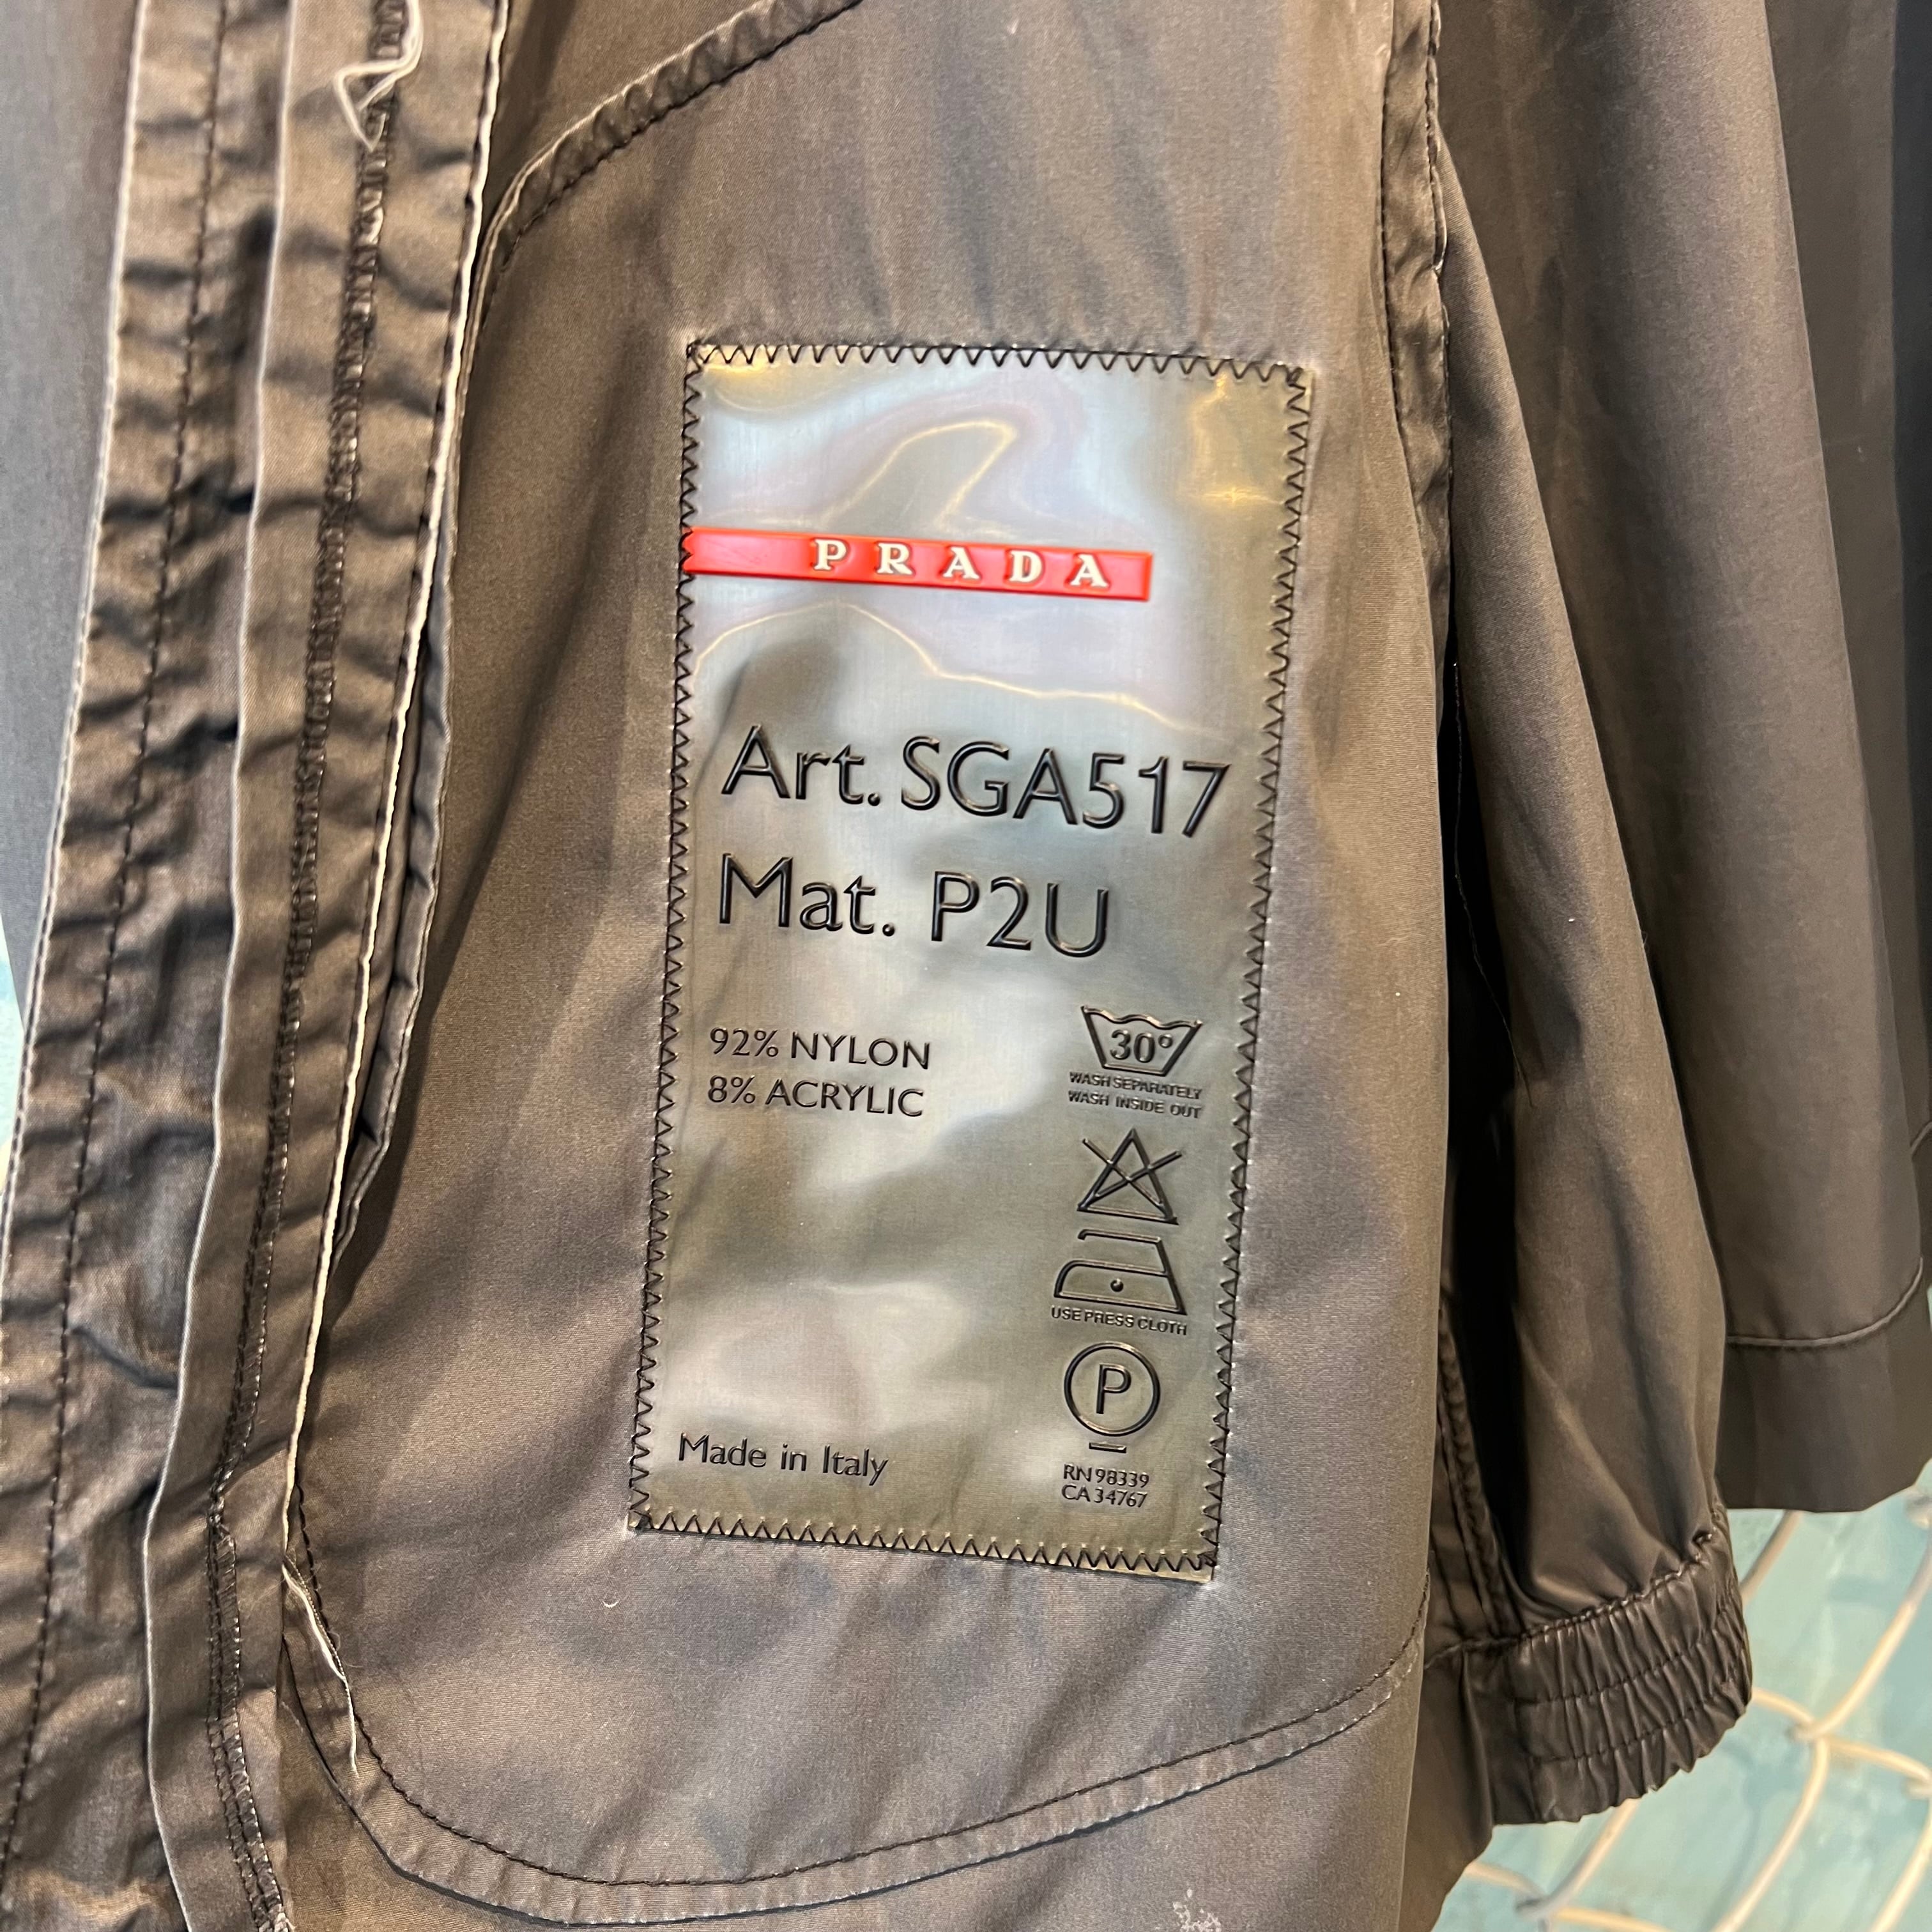 PRADA
Art. SGA517
Mat. P2U
92% NYLON
8% ACRYLIC
30°
WASH SEPARATELY
WASH INSIDE OUT
USE PRESS CLOTH
P
Made in Italy
RN 98339
CA 34767